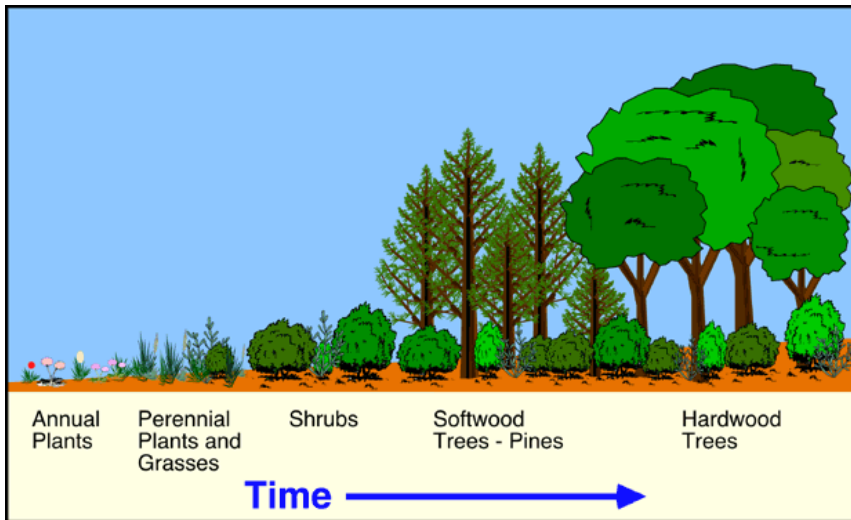 Annual
Plants
Perennial
Plants and
Grasses
Shrubs
Softwood
Trees - Pines
Hardwood
Trees
Time